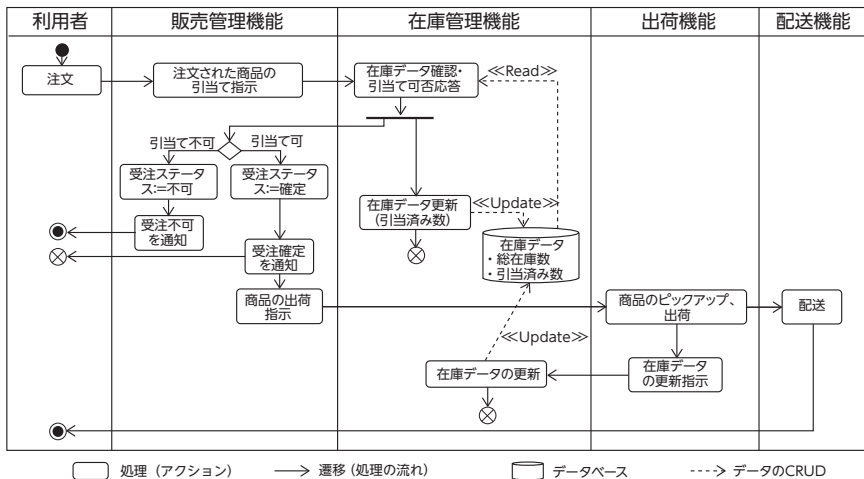 利用者
販売管理機能
在庫管理機能
出荷機能
配送機能
注文
注文された商品の
引当て指示
在庫データ確認・
引当て可否応答
≪Read≫
引当て不可
引当て可
受注ステータ
ス:=不可
受注ステータ
ス:=確定
在庫データ更新
(引当済み数)
≪Update≫
受注不可
を通知
受注確定
を通知
在庫データ
・総在庫数
・引当済み数
商品の出荷
指示
商品のピックアップ、
出荷
配送
≪Update≫
在庫データの更新
在庫データ
の更新指示
処理（アクション）
遷移（処理の流れ）
データベース
データのCRUD